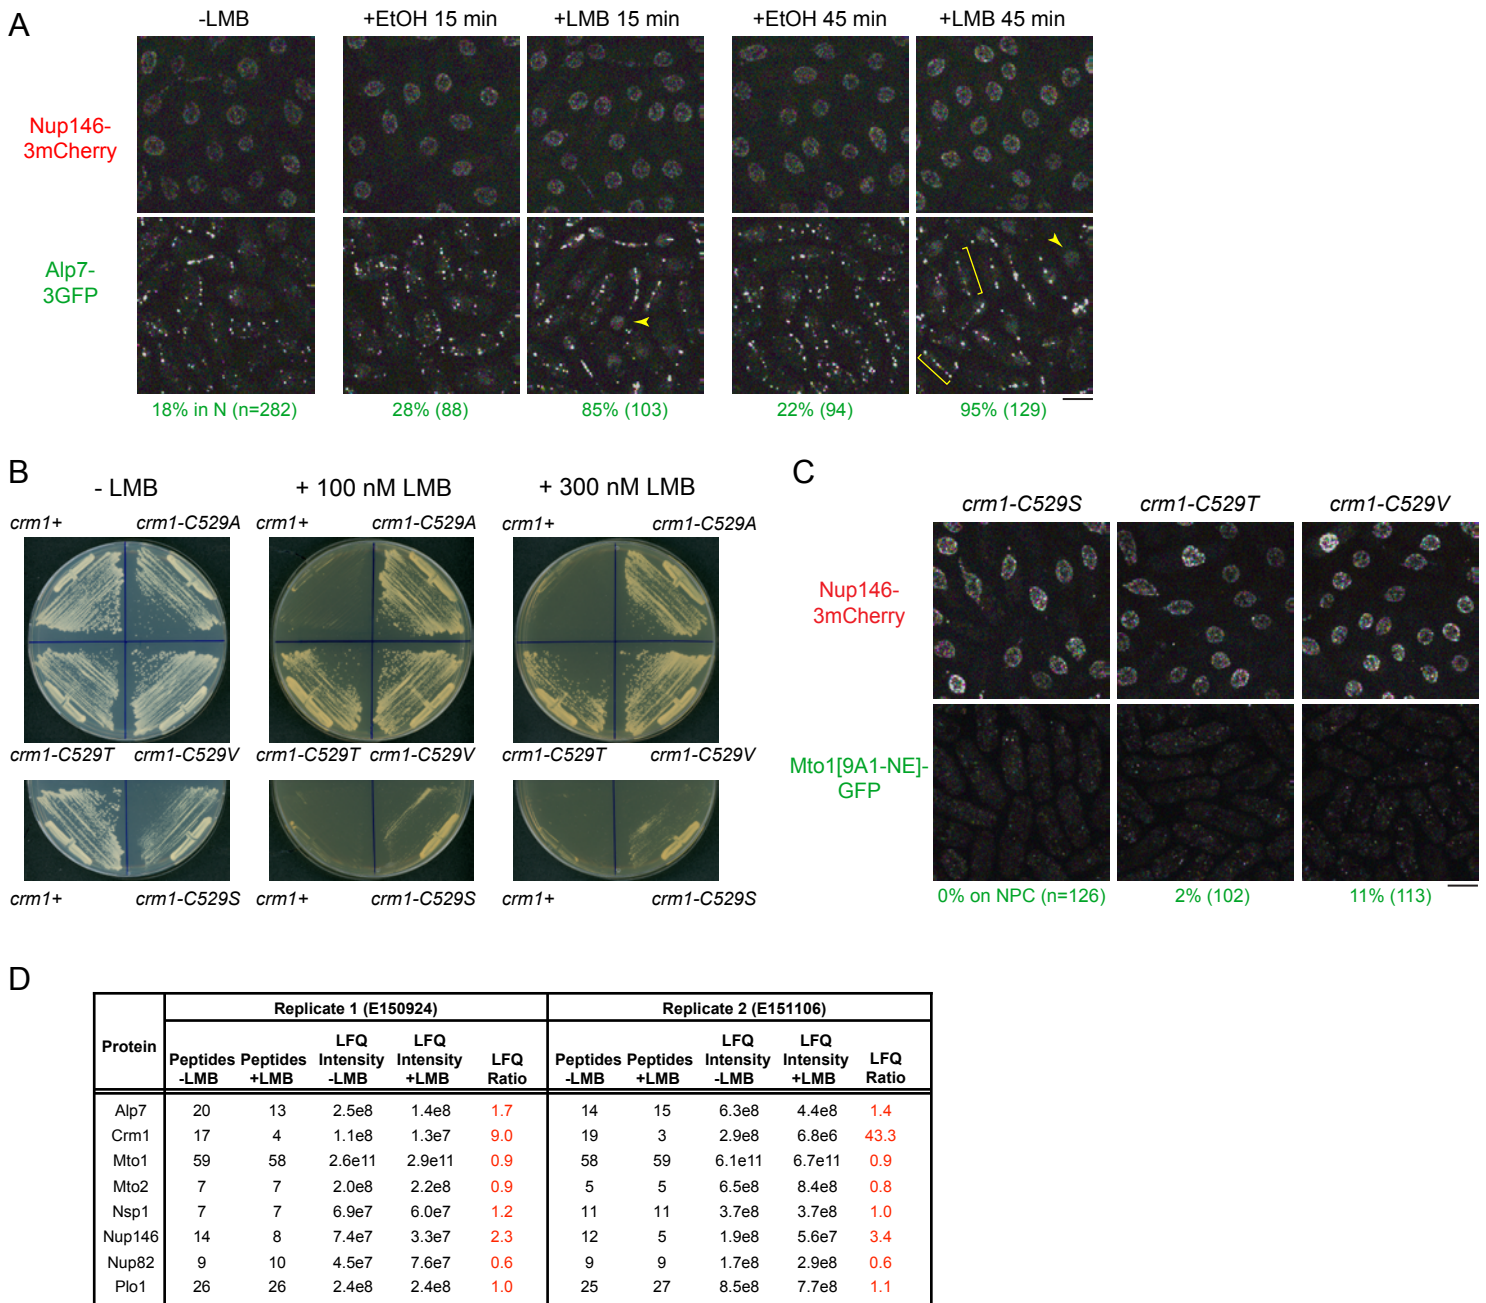 A
-LMB
+EtOH 15 min
+LMB 15 min
+EtOH 45 min
+LMB 45 min
Nup146-
3mCherry
Alp7-
3GFP
18% in N (n=282)
28% (88)
85% (103)
22% (94)
95% (129)
B
- LMB
+ 100 nM LMB
+ 300 nM LMB
crm1+ crm1-C529A
crm1+ crm1-C529A
crm1+ crm1-C529A
crm1-C529T crm1-C529V
crm1-C529T crm1-C529V
crm1-C529T crm1-C529V
crm1+ crm1-C529S
crm1+ crm1-C529S
crm1+ crm1-C529S
C
crm1-C529S
crm1-C529T
crm1-C529V
Nup146-
3mCherry
Mto1[9A1-NE]-
GFP
0% on NPC (n=126)
2% (102)
11% (113)
D
Protein
Replicate 1 (E150924)
Replicate 2 (E151106)
Peptides -LMB
Peptides +LMB
LFQ Intensity -LMB
LFQ Intensity +LMB
LFQ Ratio
Peptides -LMB
Peptides +LMB
LFQ Intensity -LMB
LFQ Intensity +LMB
LFQ Ratio
Alp7 20 13 2.5e8 1.4e8 1.7 14 15 6.3e8 4.4e8 1.4
Crm1 17 4 1.1e8 1.3e7 9.0 19 3 2.9e8 6.8e6 43.3
Mto1 59 58 2.6e11 2.9e11 0.9 58 59 6.1e11 6.7e11 0.9
Mto2 7 7 2.0e8 2.2e8 0.9 5 5 6.5e8 8.4e8 0.8
Nsp1 7 7 6.9e7 6.0e7 1.2 11 11 3.7e8 3.7e8 1.0
Nup146 14 8 7.4e7 3.3e7 2.3 12 5 1.9e8 5.6e7 3.4
Nup82 9 10 4.5e7 7.6e7 0.6 9 9 1.7e8 2.9e8 0.6
Plo1 26 26 2.4e8 2.4e8 1.0 25 27 8.5e8 7.7e8 1.1